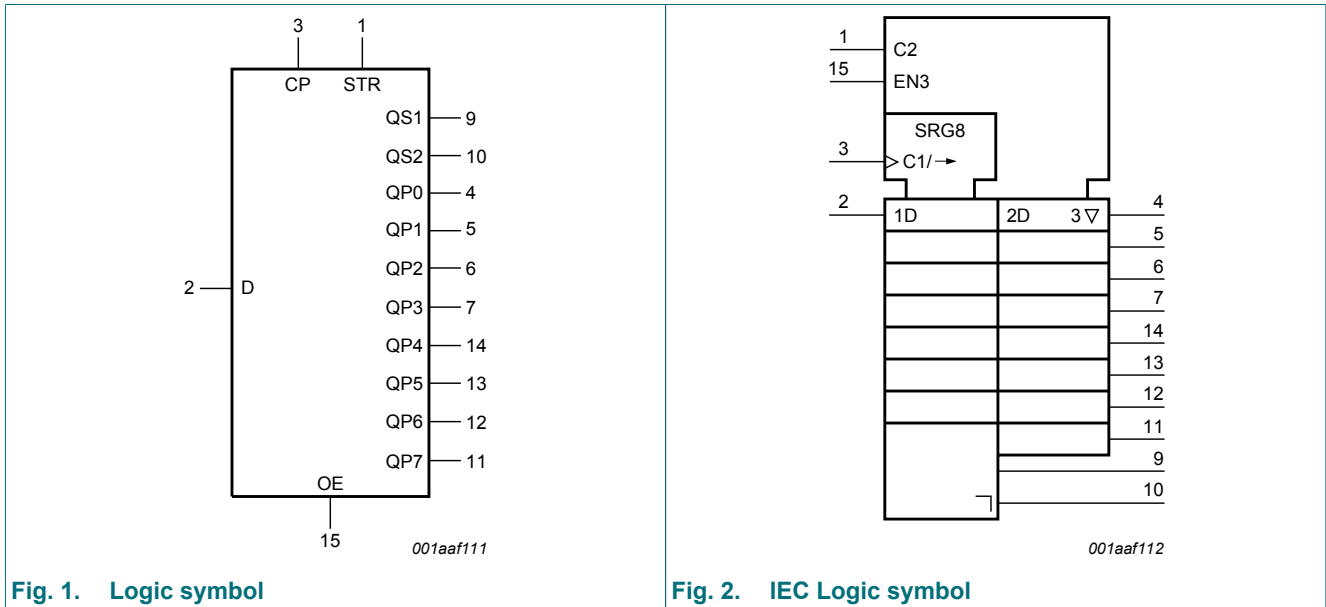 3 1
CP STR
QS1 9
QS2 10
QP0 4
QP1 5
QP2 6
QP3 7
2 D
QP4 14
QP5 13
QP6 12
QP7 11
OE
15
001aaf111
Fig. 1. Logic symbol
1 C2
15 EN3
SRG8
3 C1/→
2 1D 2D 3▽ 4
5
6
7
14
13
12
11
9
10
001aaf112
Fig. 2. IEC Logic symbol